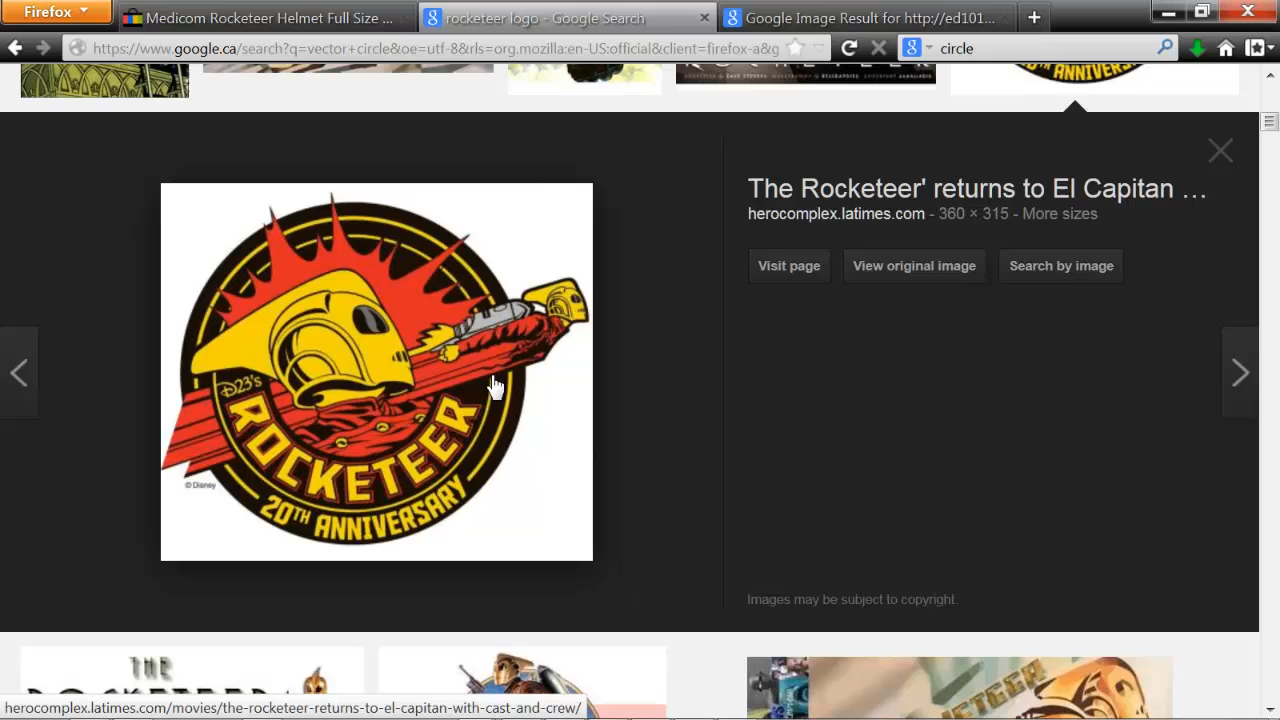 Firefox
Medicom Rocketeer Helmet Full Size ...
rocketeer logo - Google Search
Google Image Result for http://ed101...
https://www.google.ca/search?q=vector+circle&oe=utf-8&rls=org.mozilla:en-US:official&client=firefox-a&g
circle
ANNIVERSARY
The Rocketeer' returns to El Capitan ...
herocomplex.latimes.com - 360 × 315 - More sizes
Visit page
View original image
Search by image
D23's
ROCKETEER
© Disney
20TH ANNIVERSARY
Images may be subject to copyright.
THE
ROCKETEER
herocomplex.latimes.com/movies/the-rocketeer-returns-to-el-capitan-with-cast-and-crew/